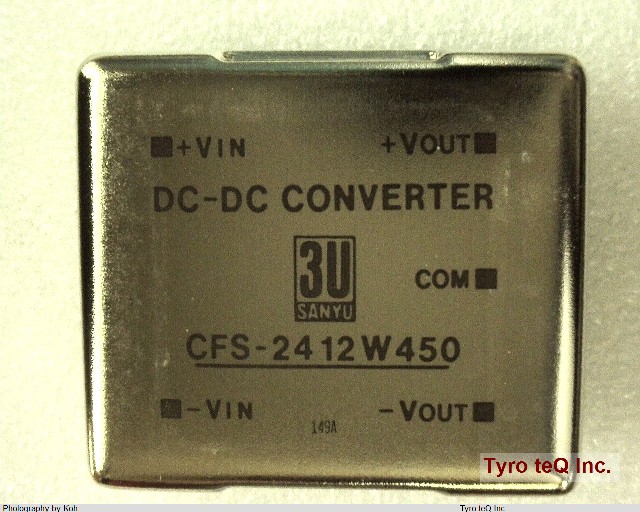 +VIN +VOUT
DC-DC CONVERTER
3U
SANYU
COM
CFS-2412W450
-VIN -VOUT
149A
Tyro teQ Inc.
Photography by Koh Tyro teQ Inc